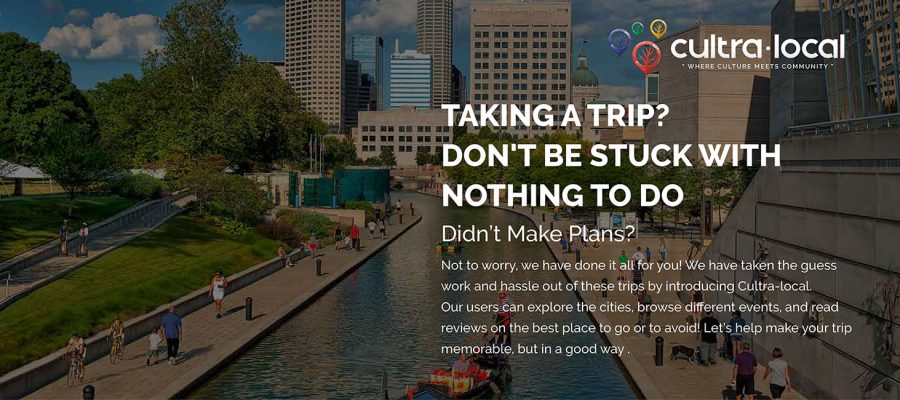 cultra·local
" WHERE CULTURE MEETS COMMUNITY "
TAKING A TRIP?
DON'T BE STUCK WITH
NOTHING TO DO
Didn't Make Plans?
Not to worry, we have done it all for you! We have taken the guess
work and hassle out of these trips by introducing Cultra-local.
Our users can explore the cities, browse different events, and read
reviews on the best place to go or to avoid! Let's help make your trip
memorable, but in a good way .